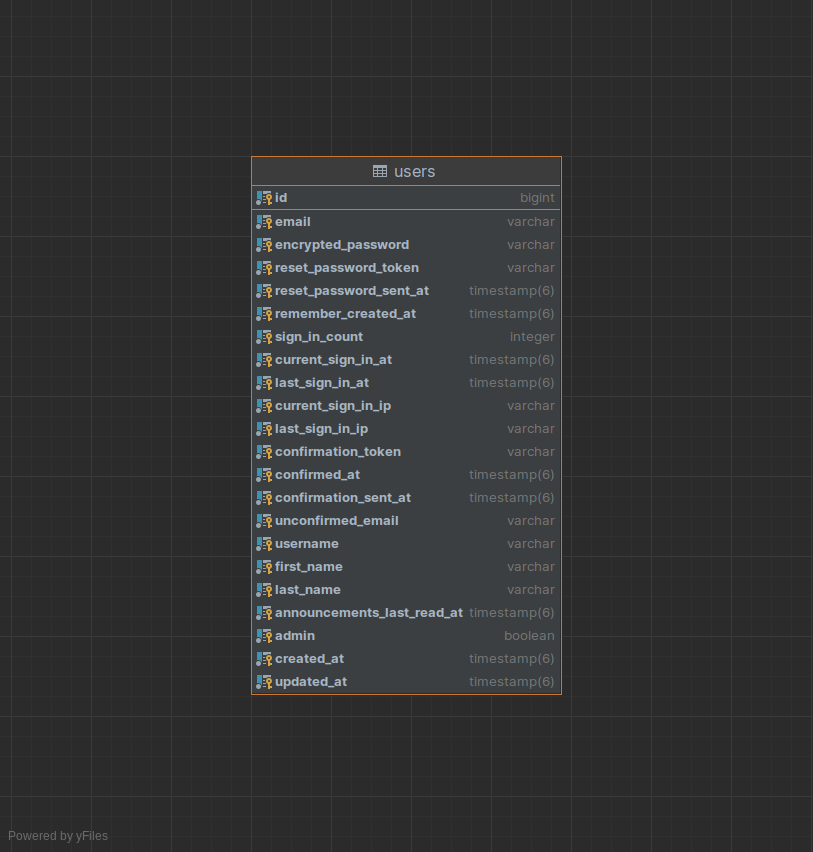 users
id bigint
email varchar
encrypted_password varchar
reset_password_token varchar
reset_password_sent_at timestamp(6)
remember_created_at timestamp(6)
sign_in_count integer
current_sign_in_at timestamp(6)
last_sign_in_at timestamp(6)
current_sign_in_ip varchar
last_sign_in_ip varchar
confirmation_token varchar
confirmed_at timestamp(6)
confirmation_sent_at timestamp(6)
unconfirmed_email varchar
username varchar
first_name varchar
last_name varchar
announcements_last_read_at timestamp(6)
admin boolean
created_at timestamp(6)
updated_at timestamp(6)
Powered by yFiles